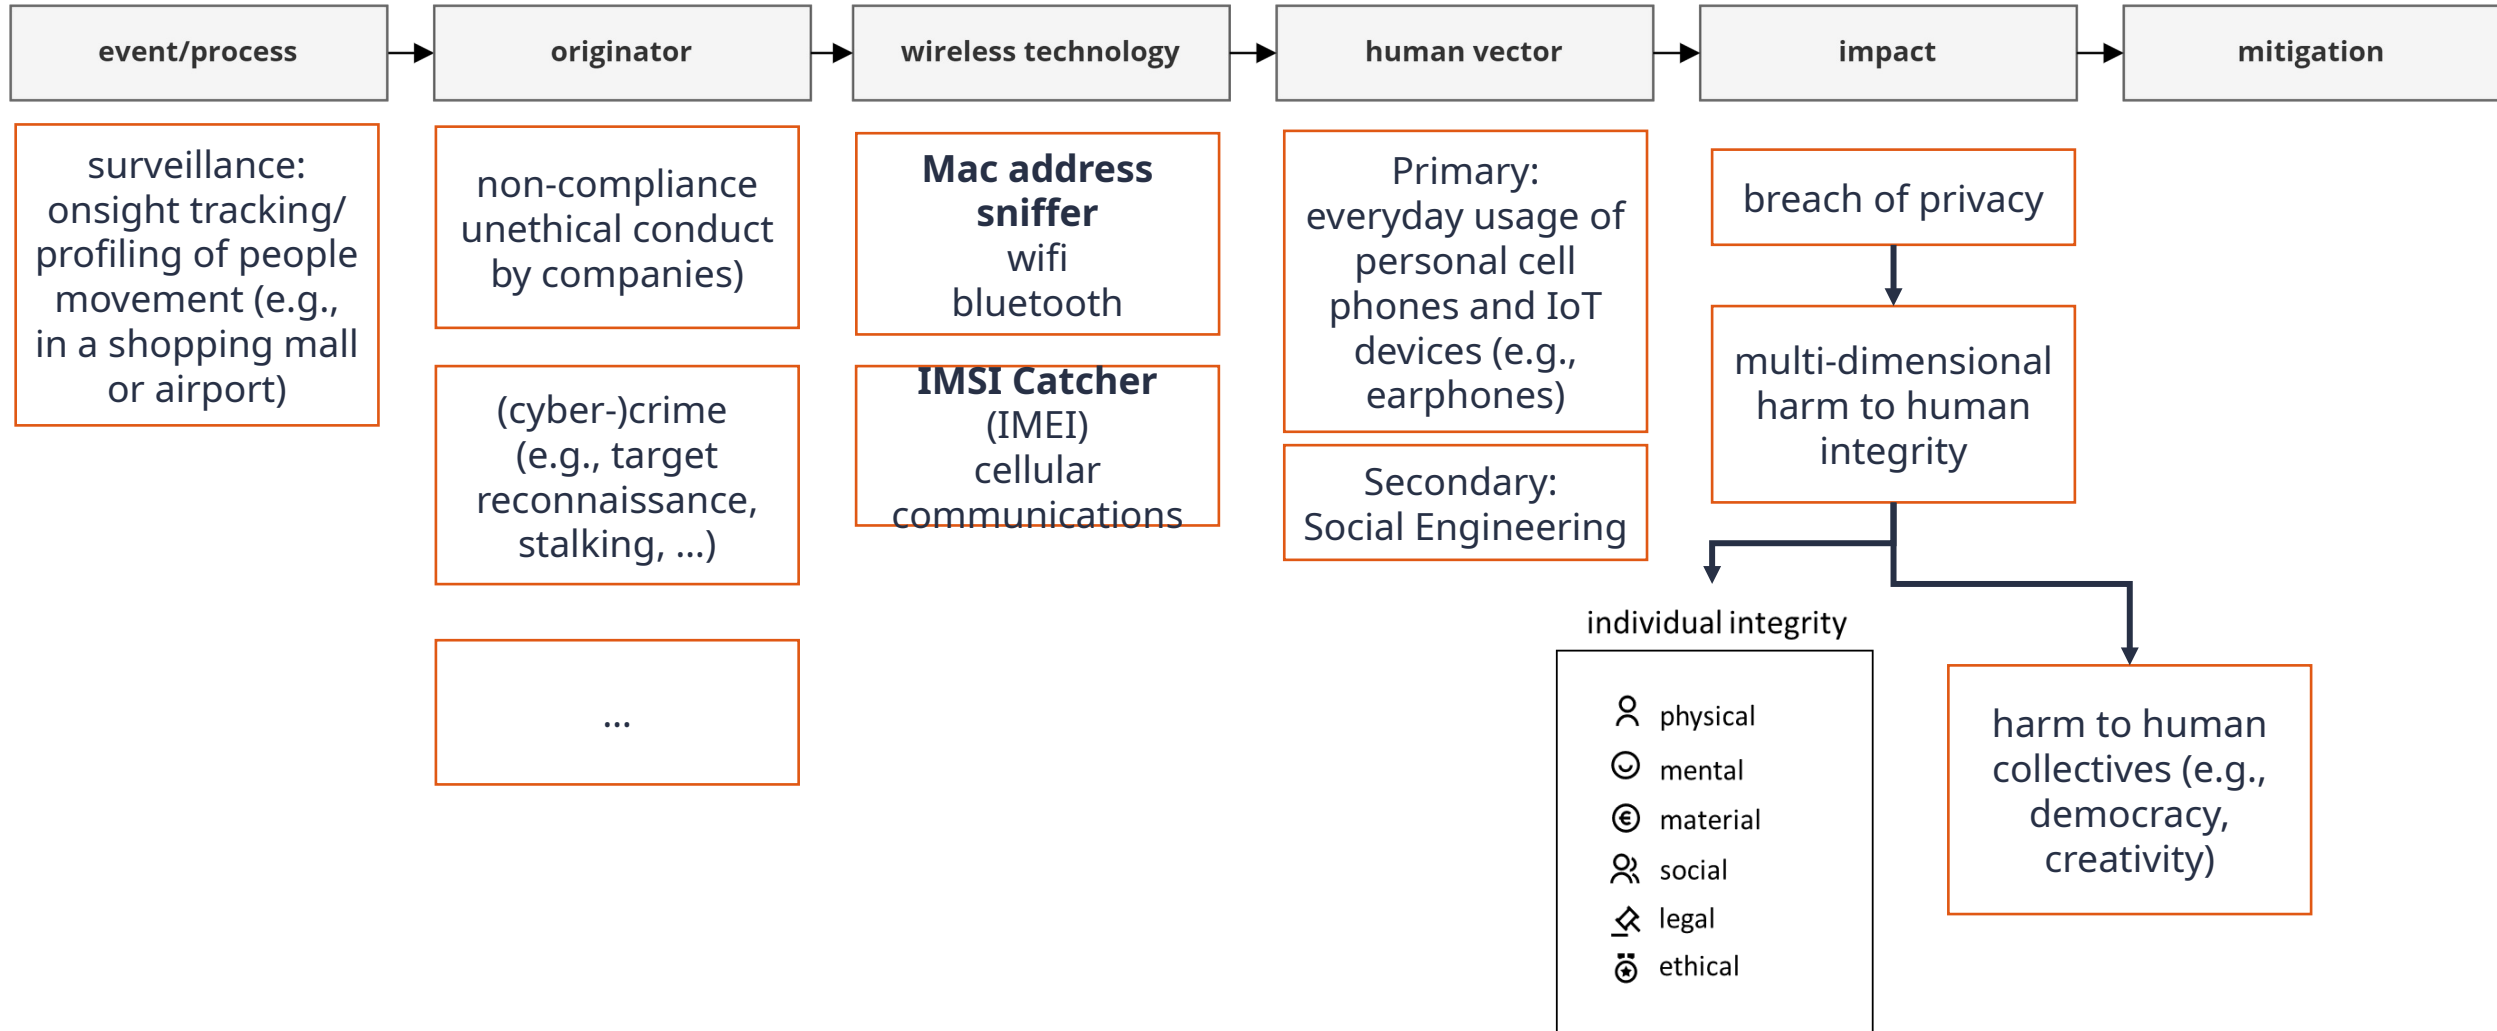 event/process
originator
wireless technology
human vector
impact
mitigation
surveillance:
onsight tracking/
profiling of people
movement (e.g.,
in a shopping mall
or airport)
non-compliance
unethical conduct
by companies)
(cyber-)crime
(e.g., target
reconnaissance,
stalking, ...)
...
Mac address
sniffer
wifi
bluetooth
IMSI Catcher
(IMEI)
cellular
communications
Primary:
everyday usage of
personal cell
phones and IoT
devices (e.g.,
earphones)
Secondary:
Social Engineering
breach of privacy
multi-dimensional
harm to human
integrity
individual integrity
physical
mental
material
social
legal
ethical
harm to human
collectives (e.g.,
democracy,
creativity)